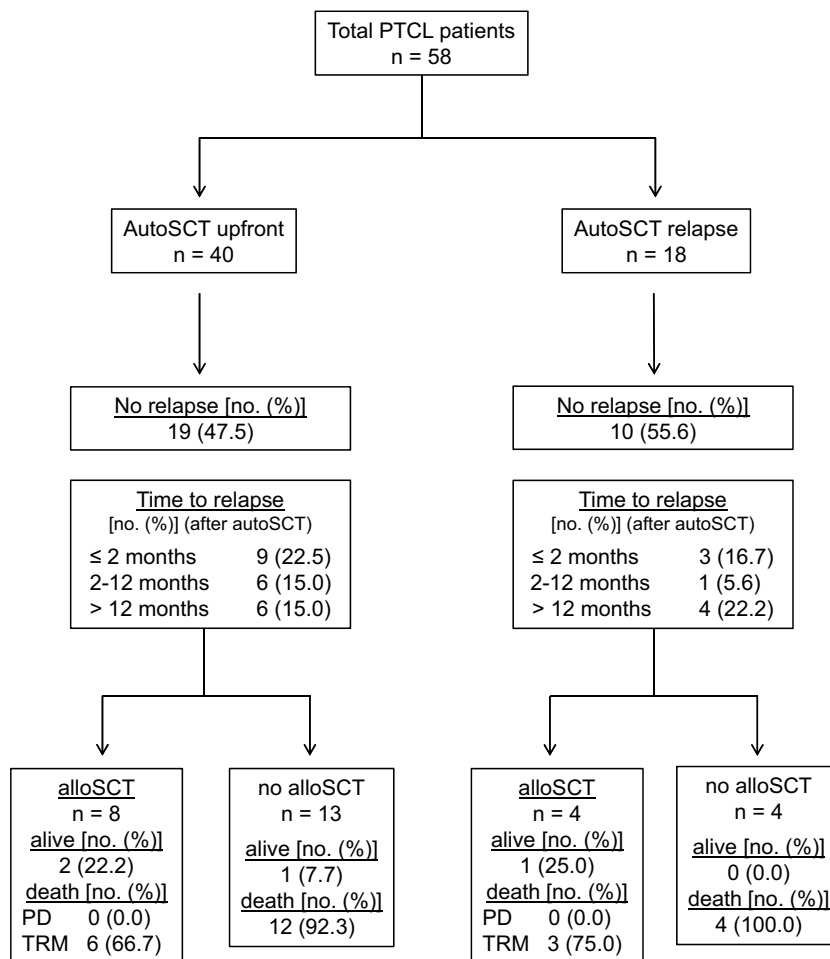 Total PTCL patients
n = 58
AutoSCT upfront
n = 40
AutoSCT relapse
n = 18
No relapse [no. (%)]
19 (47.5)
No relapse [no. (%)]
10 (55.6)
Time to relapse
[no. (%)] (after autoSCT)
≤ 2 months 9 (22.5)
2-12 months 6 (15.0)
> 12 months 6 (15.0)
Time to relapse
[no. (%)] (after autoSCT)
≤ 2 months 3 (16.7)
2-12 months 1 (5.6)
> 12 months 4 (22.2)
alloSCT
n = 8
alive [no. (%)]
2 (22.2)
death [no. (%)]
PD 0 (0.0)
TRM 6 (66.7)
no alloSCT
n = 13
alive [no. (%)]
1 (7.7)
death [no. (%)]
12 (92.3)
alloSCT
n = 4
alive [no. (%)]
1 (25.0)
death [no. (%)]
PD 0 (0.0)
TRM 3 (75.0)
no alloSCT
n = 4
alive [no. (%)]
0 (0.0)
death [no. (%)]
4 (100.0)